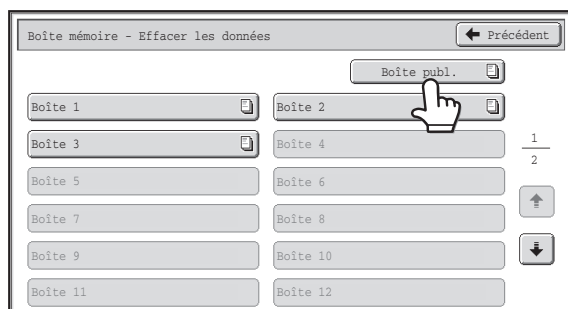 Boîte mémoire - Effacer les données
Précédent
Boîte publ.
Boîte 1
Boîte 2
Boîte 3
Boîte 4
1
2
Boîte 5
Boîte 6
Boîte 7
Boîte 8
Boîte 9
Boîte 10
Boîte 11
Boîte 12